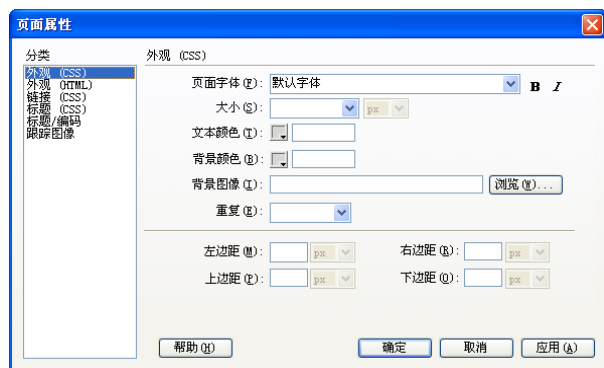 页面属性
分类
外观 (CSS)
外观 (HTML)
链接 (CSS)
标题 (CSS)
标题/编码
跟踪图像
外观 (CSS)
页面字体(F): 默认字体 B I
大小(S): px
文本颜色(T):
背景颜色(B):
背景图像(I): 浏览(W)...
重复(E):
左边距(M): px 右边距(R): px
上边距(P): px 下边距(O): px
帮助(H) 确定 取消 应用(A)